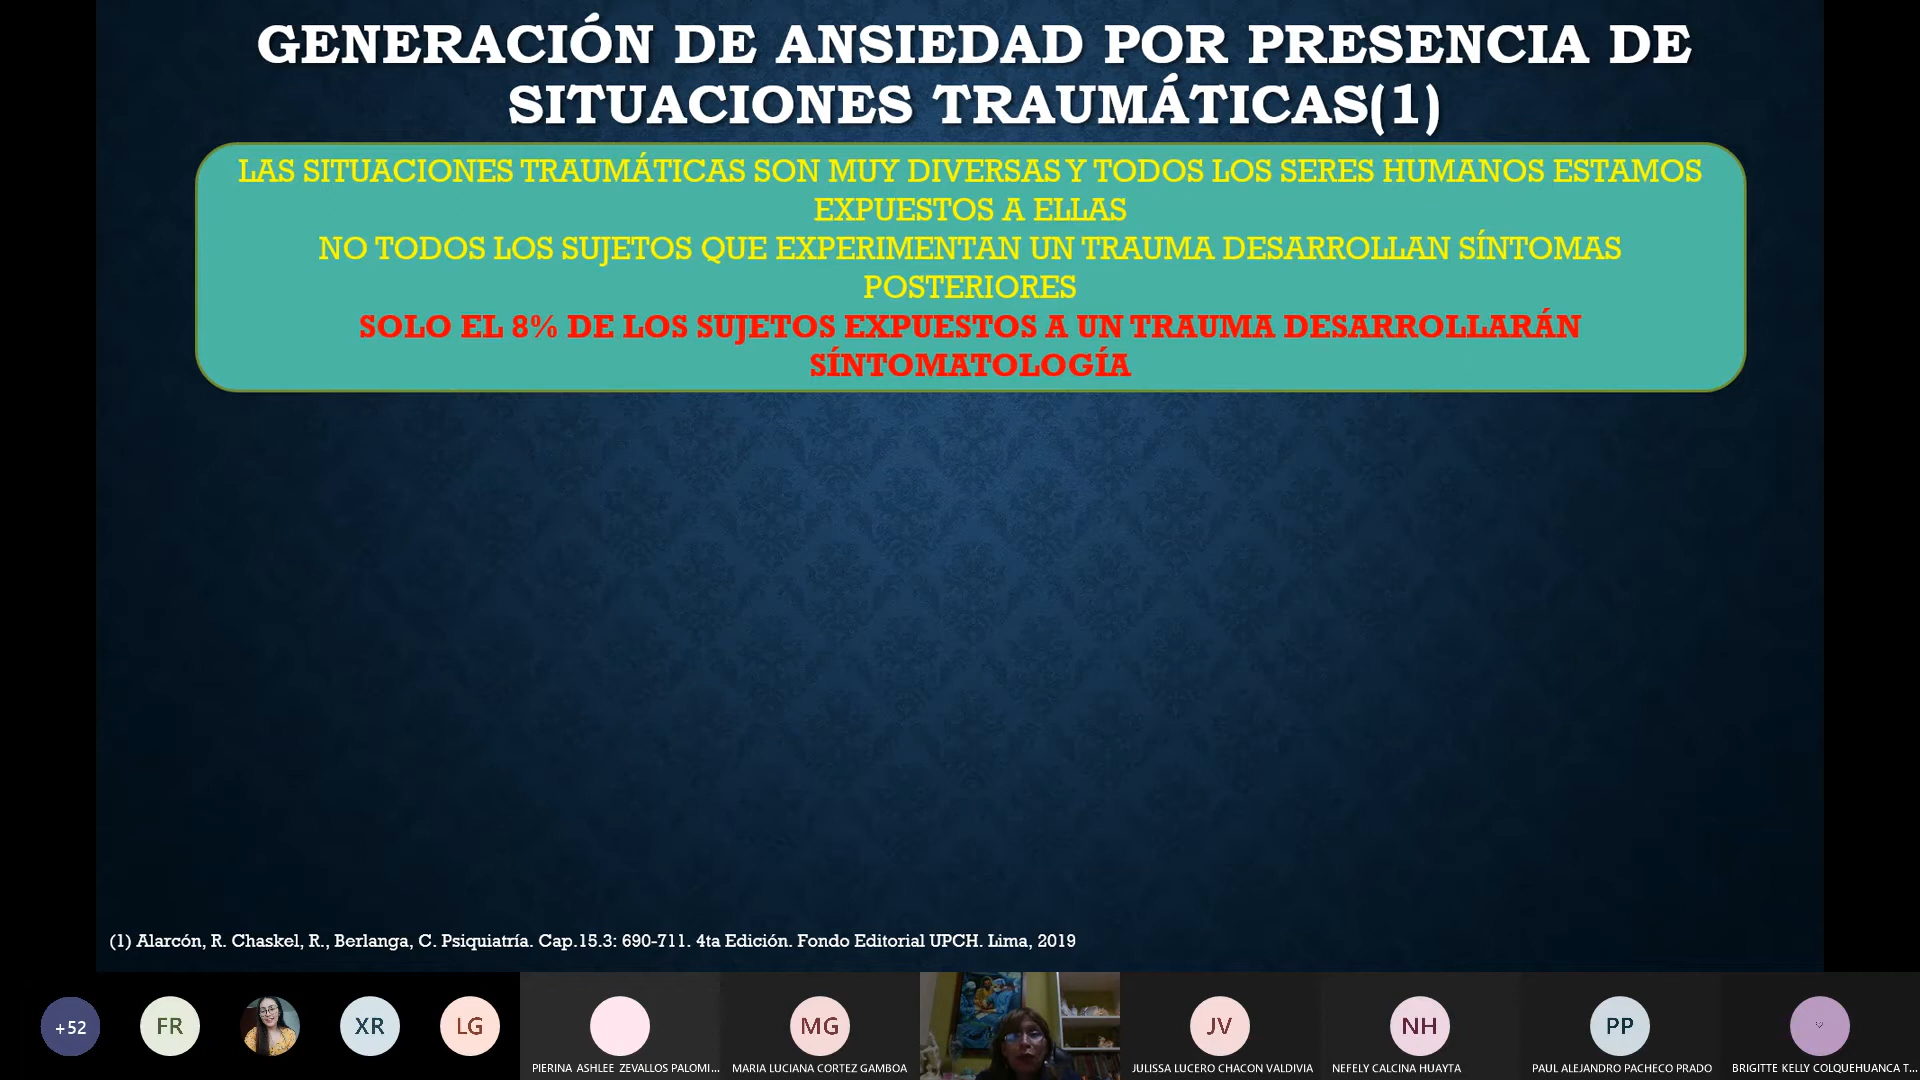 GENERACIÓN DE ANSIEDAD POR PRESENCIA DE
SITUACIONES TRAUMÁTICAS(1)
LAS SITUACIONES TRAUMÁTICAS SON MUY DIVERSAS Y TODOS LOS SERES HUMANOS ESTAMOS
EXPUESTOS A ELLAS
NO TODOS LOS SUJETOS QUE EXPERIMENTAN UN TRAUMA DESARROLLAN SÍNTOMAS
POSTERIORES
SOLO EL 8% DE LOS SUJETOS EXPUESTOS A UN TRAUMA DESARROLLARÁN
SÍNTOMATOLOGÍA
(1) Alarcón, R. Chaskel, R., Berlanga, C. Psiquiatría. Cap.15.3: 690-711. 4ta Edición. Fondo Editorial UPCH. Lima, 2019
+52
FR
XR
LG
MG
JV
NH
PP
PIERINA ASHLEE ZEVALLOS PALOMI...
MARIA LUCIANA CORTEZ GAMBOA
JULISSA LUCERO CHACON VALDIVIA
NEFELY CALCINA HUAYTA
PAUL ALEJANDRO PACHECO PRADO
BRIGITTE KELLY COLQUEHUANCA T...